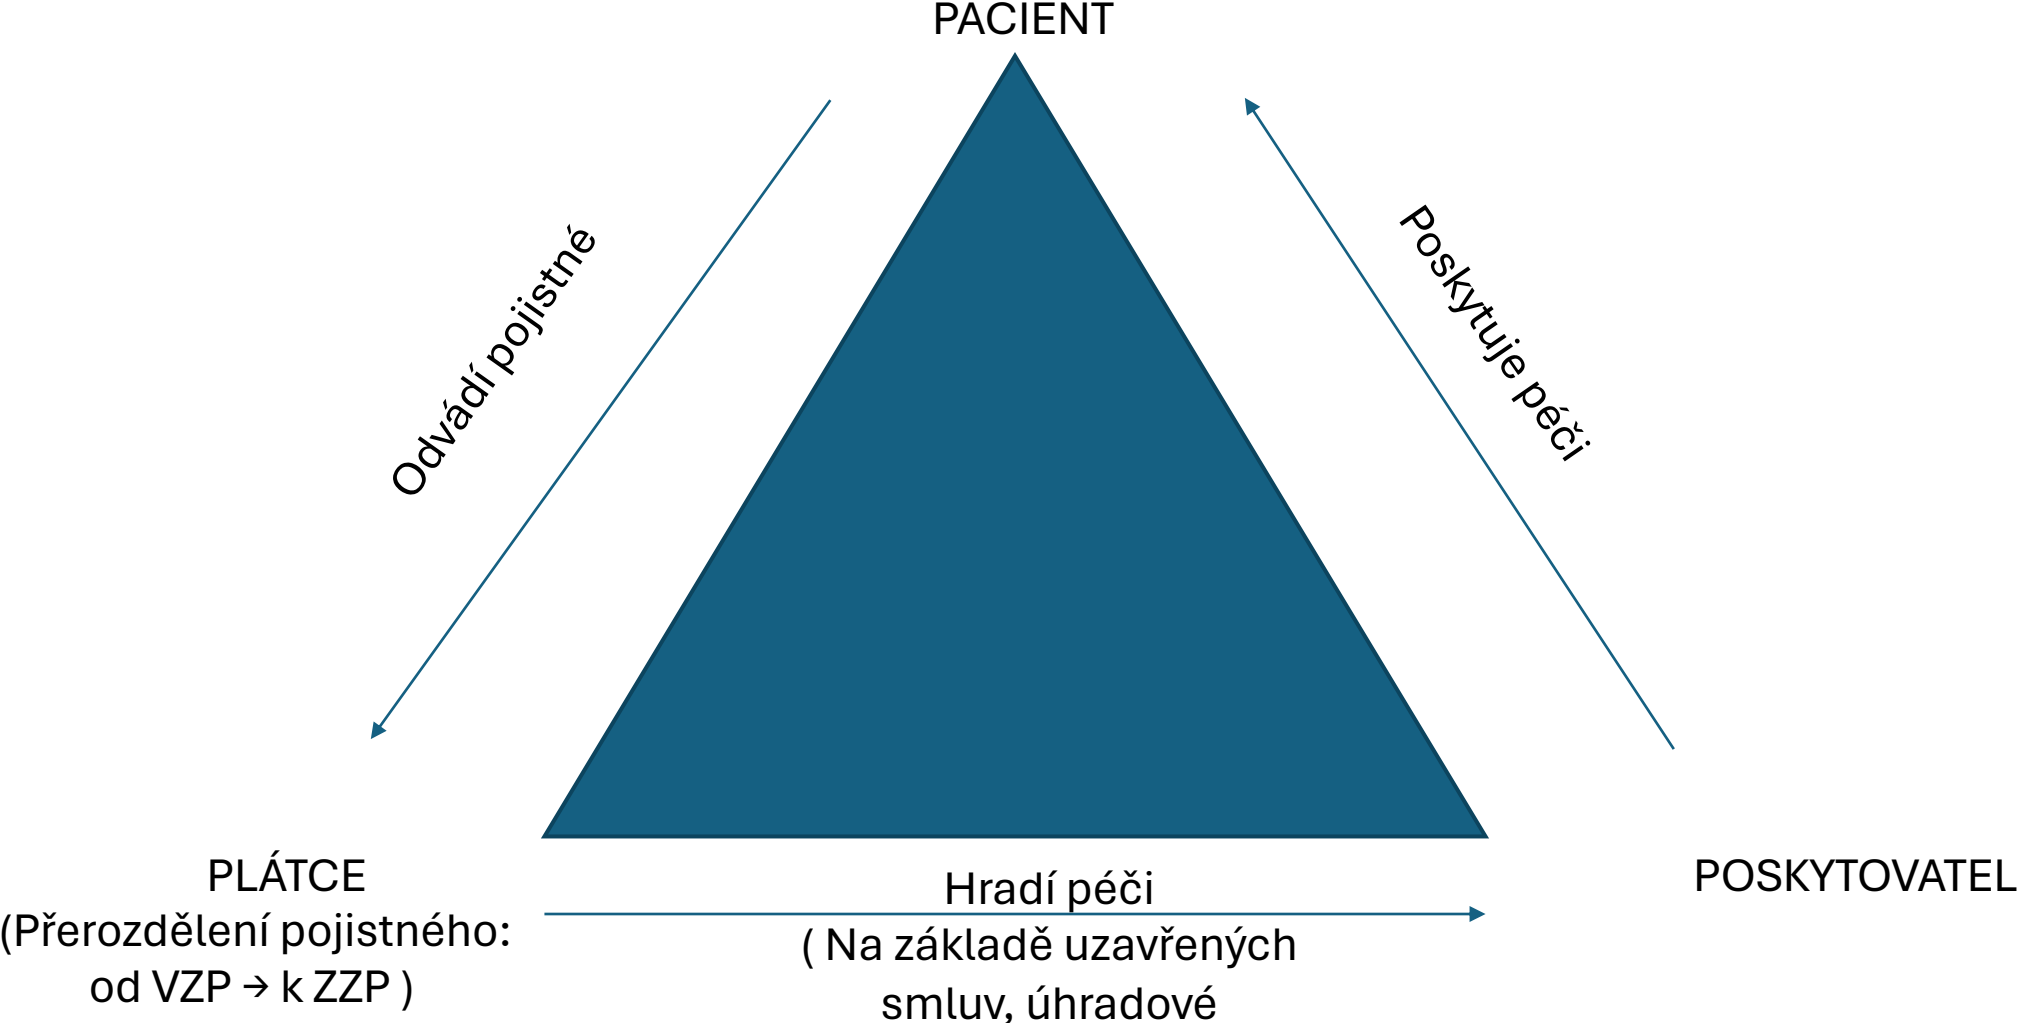 PACIENT
Odvádí pojistné
Poskytuje péči
PLÁTCE
(Přerozdělení pojistného:
od VZP → k ZZP )
Hradí péči
( Na základě uzavřených
smluv, úhradové
POSKYTOVATEL